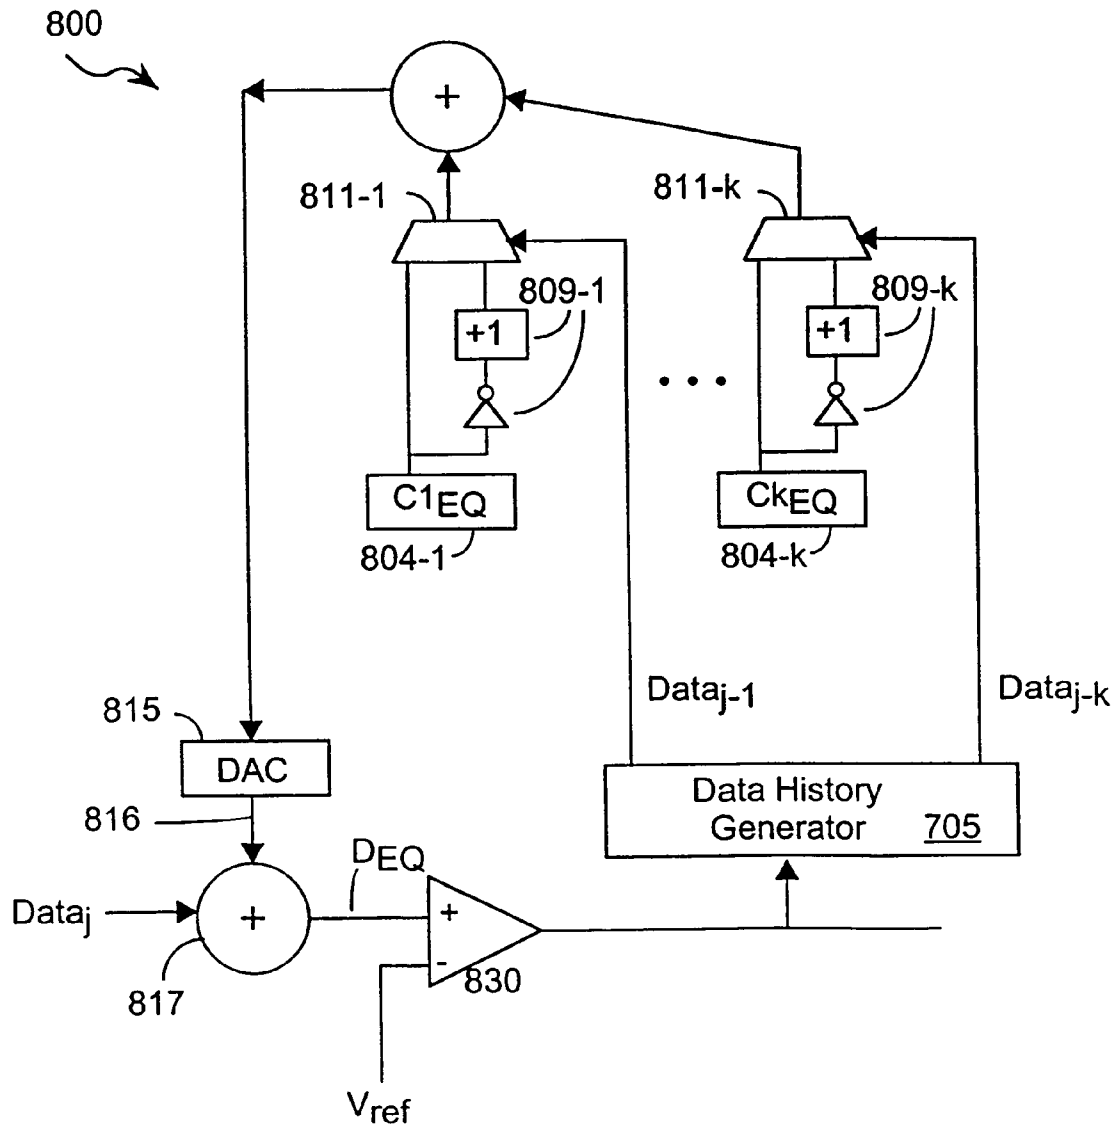 800
+
811-1
811-k
809-1
809-k
+1
+1
. . .
C1EQ
CkEQ
804-1
804-k
Dataj-1
Dataj-k
815
DAC
Data History
Generator 705
816
DEQ
Dataj
+
+
-
830
817
Vref